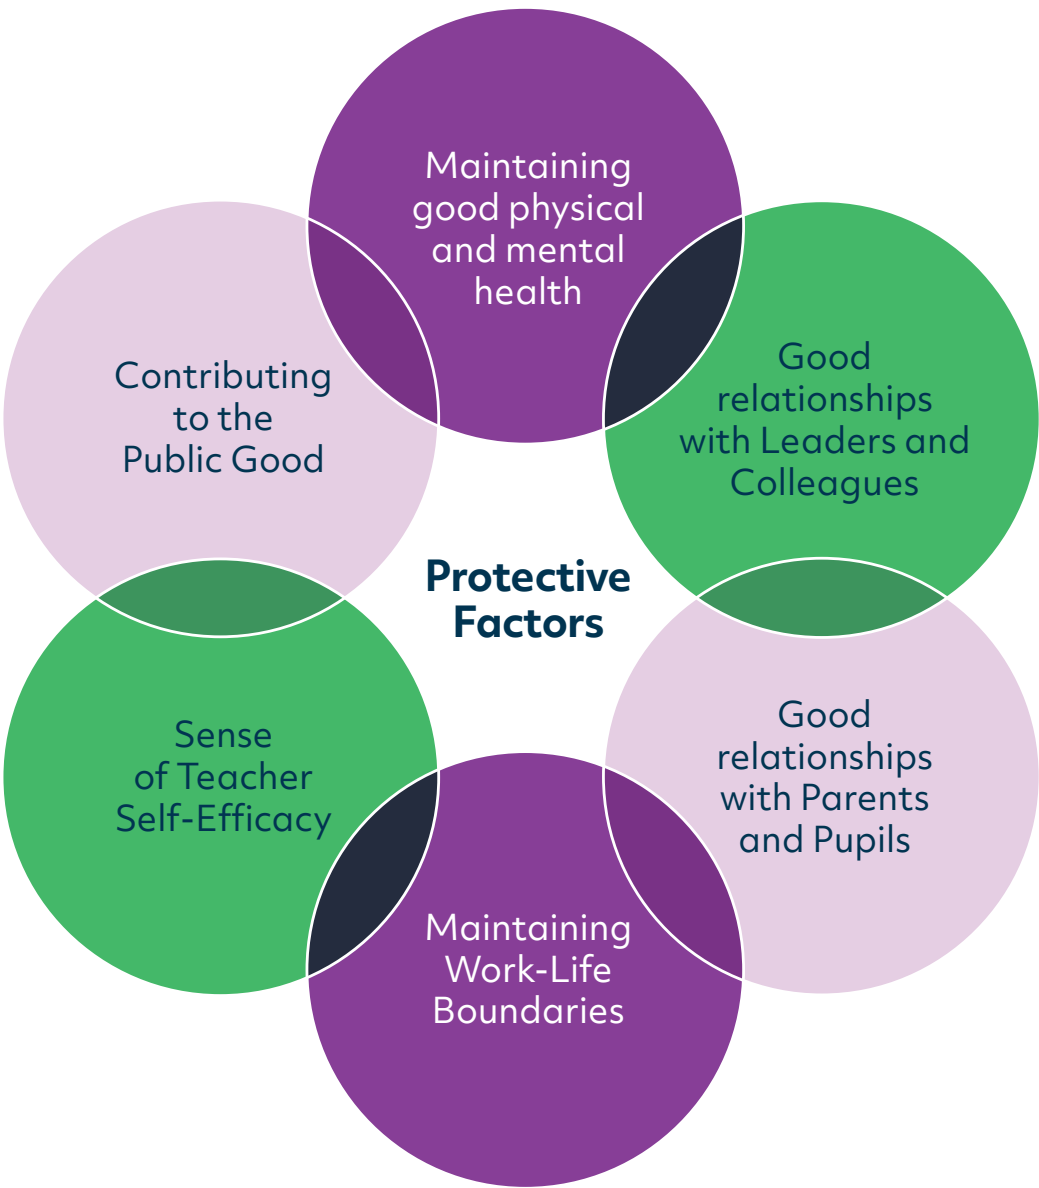 Maintaining
good physical
and mental
health
Good
relationships
with Leaders and
Colleagues
Contributing
to the
Public Good
Protective
Factors
Good
relationships
with Parents
and Pupils
Sense
of Teacher
Self-Efficacy
Maintaining
Work-Life
Boundaries